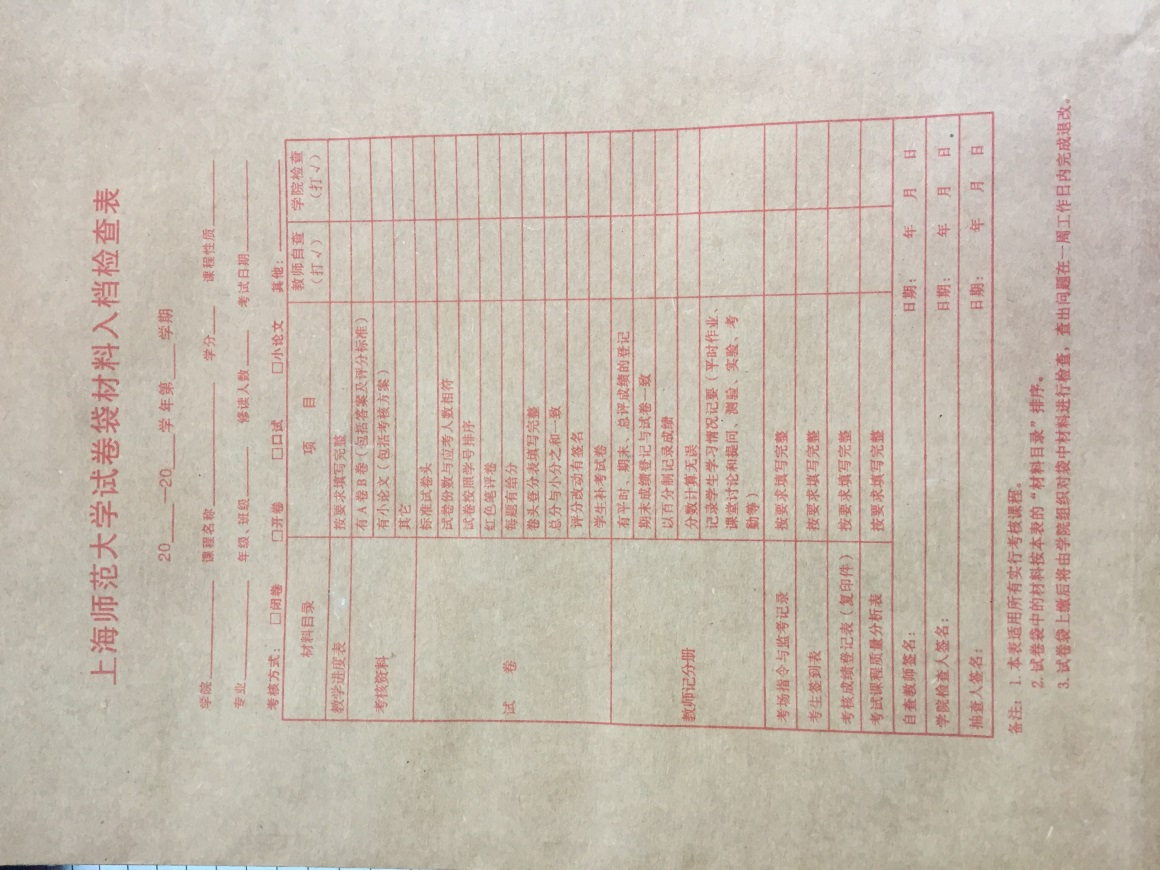 上海师范大学试卷袋材料入档检查表
20____—20____学年第____学期
学院________ 课程名称________ 学分____ 课程性质________
专业________ 年级、班级________ 修读人数____ 考试日期________
考核方式： □闭卷 □开卷 □口试 □小论文 其他：________
材料目录 项 目 教师自查（打√） 学院检查（打√）
教学进度表 按要求填写完整
考核资料 有A卷B卷（包括答案及评分标准）
有小论文（包括考核方案）
其它
试 卷 标准试卷头
试卷份数与应考人数相符
试卷按照学号排序
红色笔评卷
每题有给分
卷头登分表填写完整
总分与小分之和一致
评分改动有签名
学生补考试卷
教师记分册 有平时、期末、总评成绩的登记
期末成绩登记与试卷一致
以百分制记录成绩
分数计算无误
记录学生学习情况记要（平时作业、
课堂讨论和提问、测验、实验、考
勤等）
考场指令与监考记录 按要求填写完整
考生签到表 按要求填写完整
考核成绩登记表（复印件） 按要求填写完整
考试课程质量分析表 按要求填写完整
自查教师签名： 日期： 年 月 日
学院检查人签名： 日期： 年 月 日
抽查人签名： 日期： 年 月 日
备注：1. 本表适用所有实行考核课程。
2. 试卷袋中的材料按本表的“材料目录”排序。
3. 试卷袋上缴后将由学院组织对袋中材料进行检查，查出问题在一周工作日内完成退改。